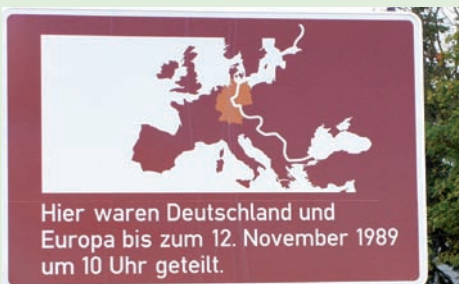 Hier waren Deutschland und
Europa bis zum 12. November 1989
um 10 Uhr geteilt.